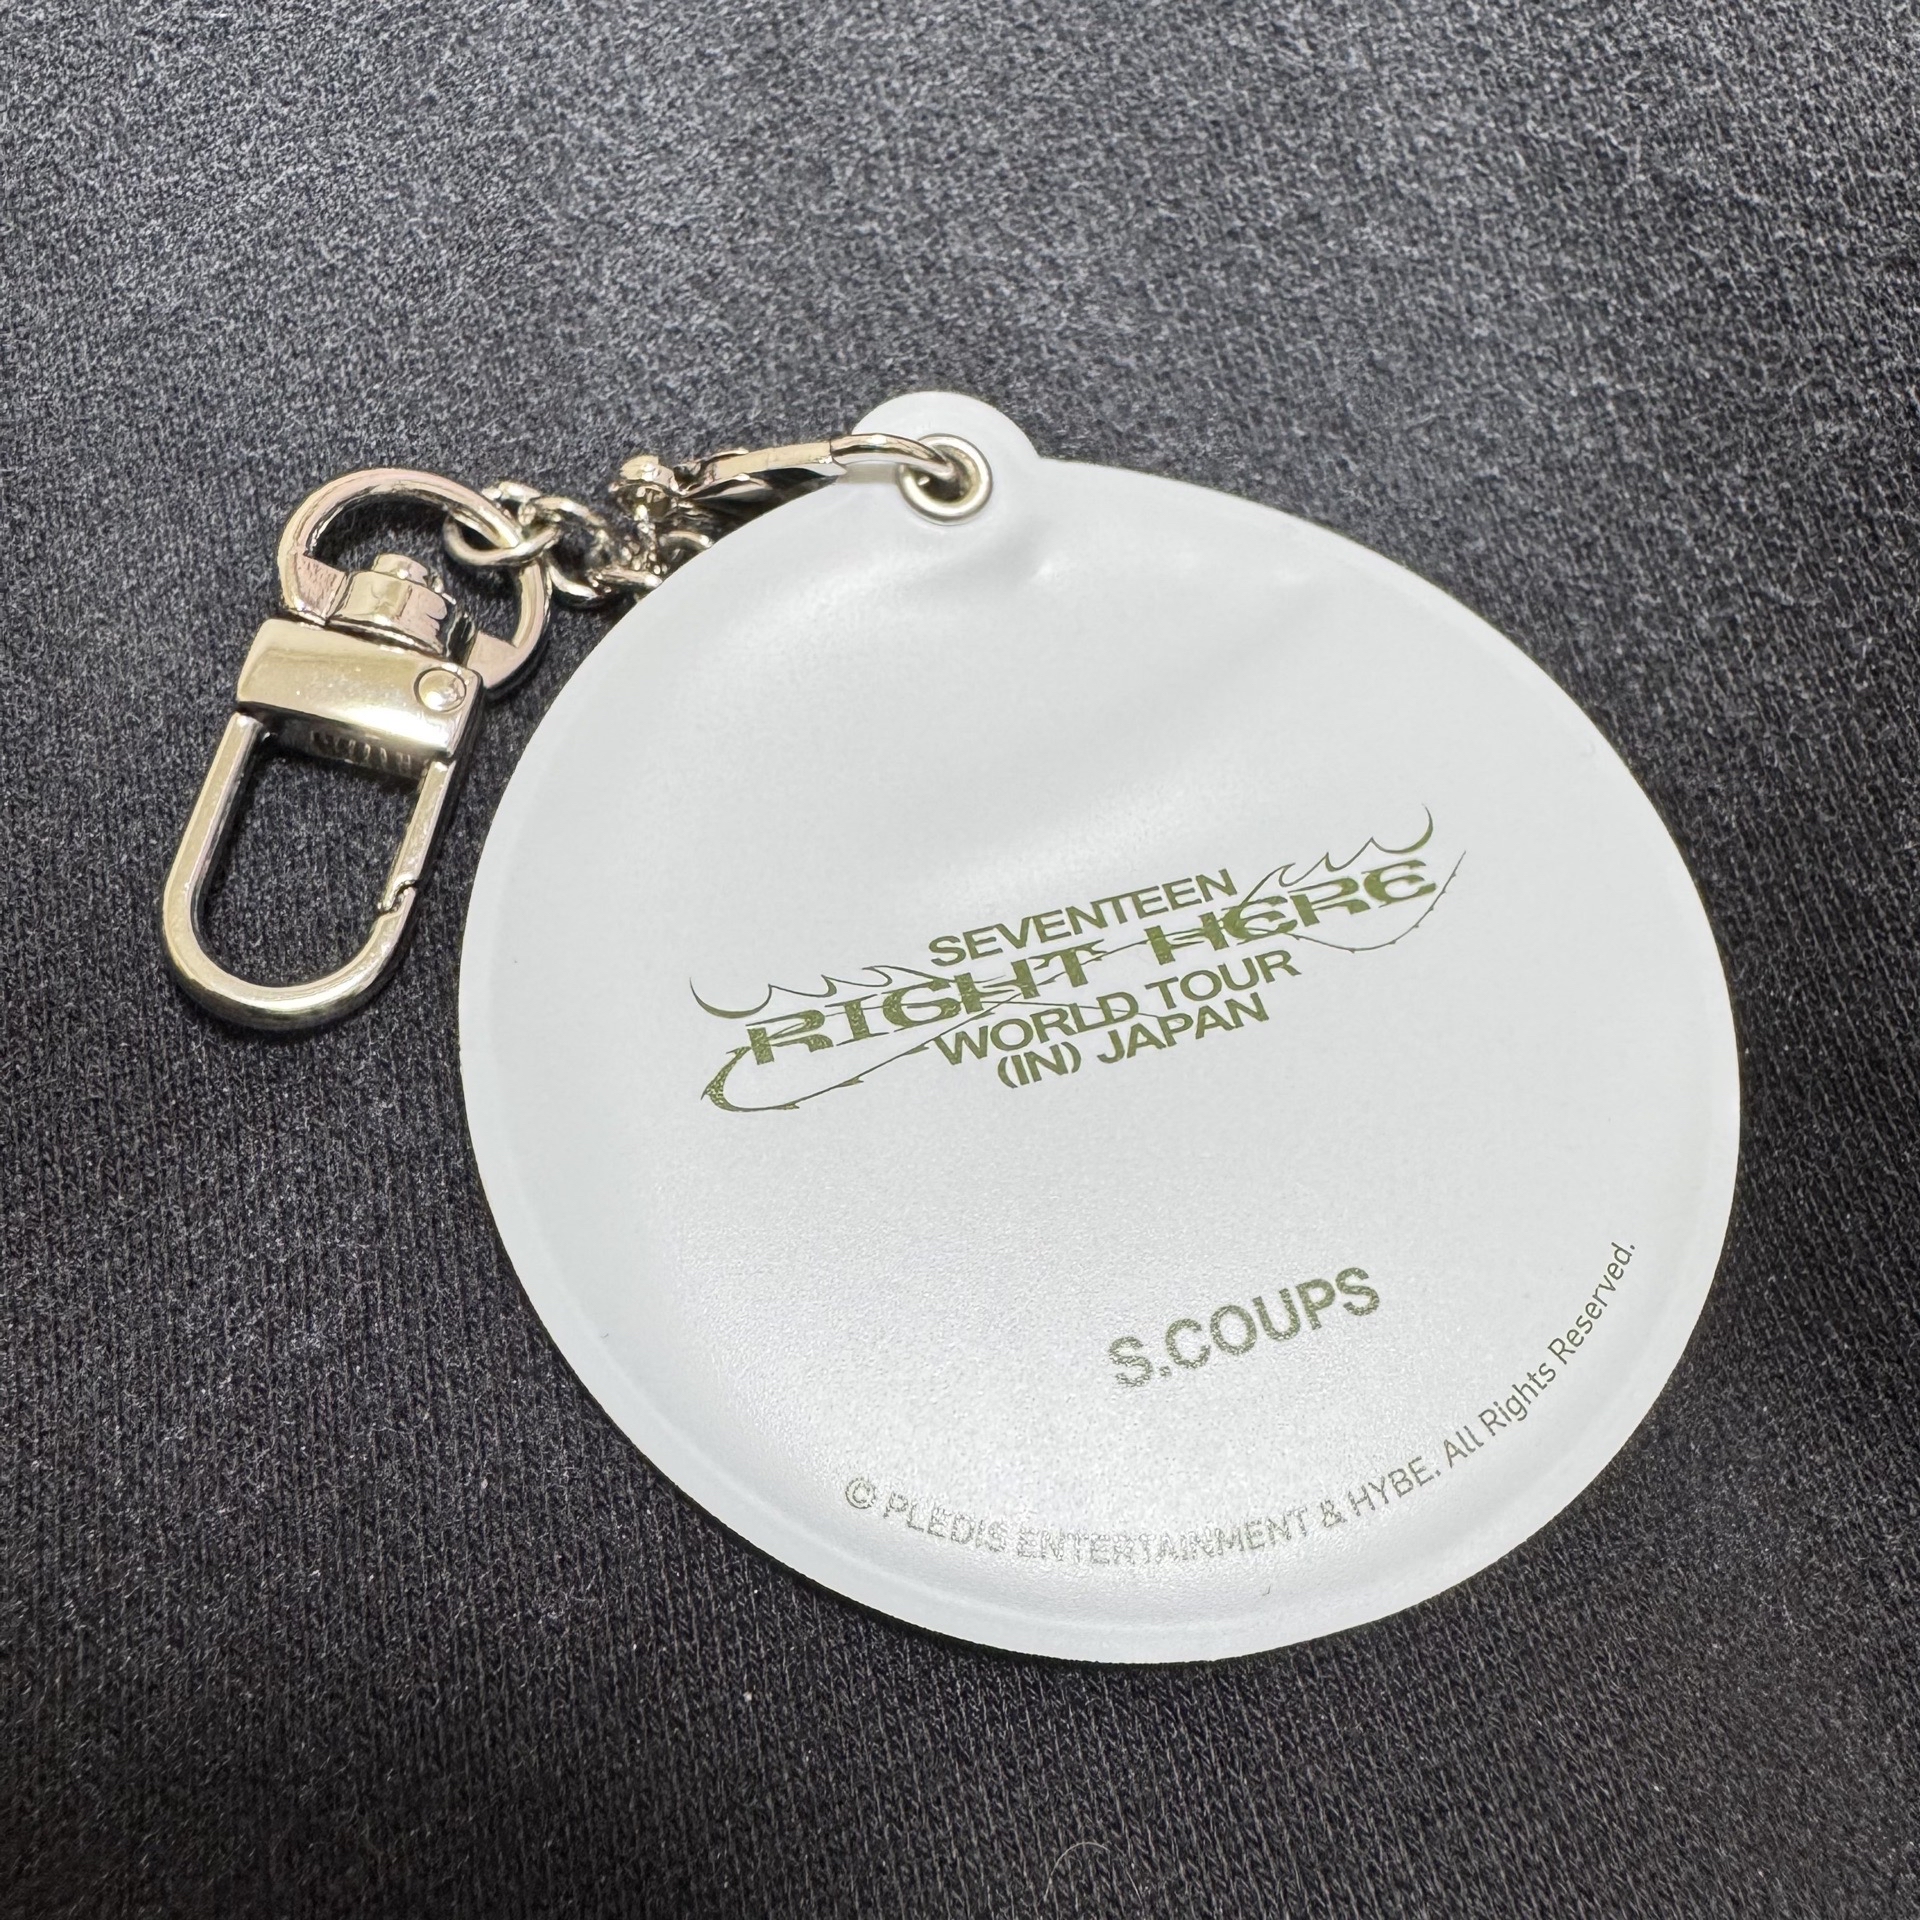 SEVENTEEN
RIGHT HERE
WORLD TOUR
(IN) JAPAN
S.COUPS
© PLEDIS ENTERTAINMENT & HYBE. All Rights Reserved.